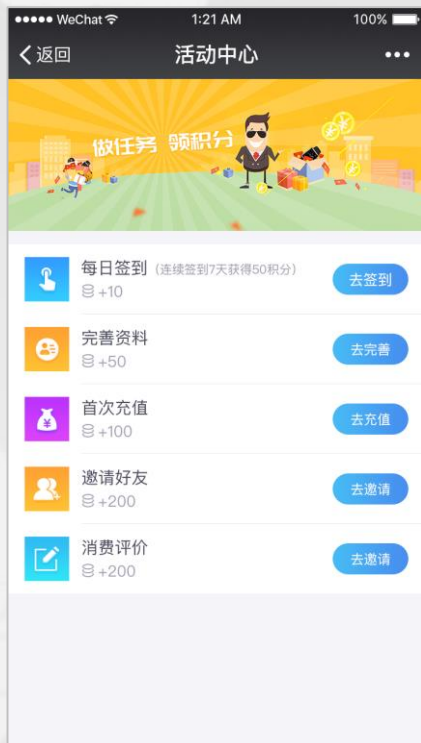 ●●●●● WeChat 1:21 AM 100%
返回 活动中心 •••
做任务 领积分
每日签到 (连续签到7天获得50积分)
+10
去签到
完善资料
+50
去完善
首次充值
+100
去充值
邀请好友
+200
去邀请
消费评价
+200
去邀请